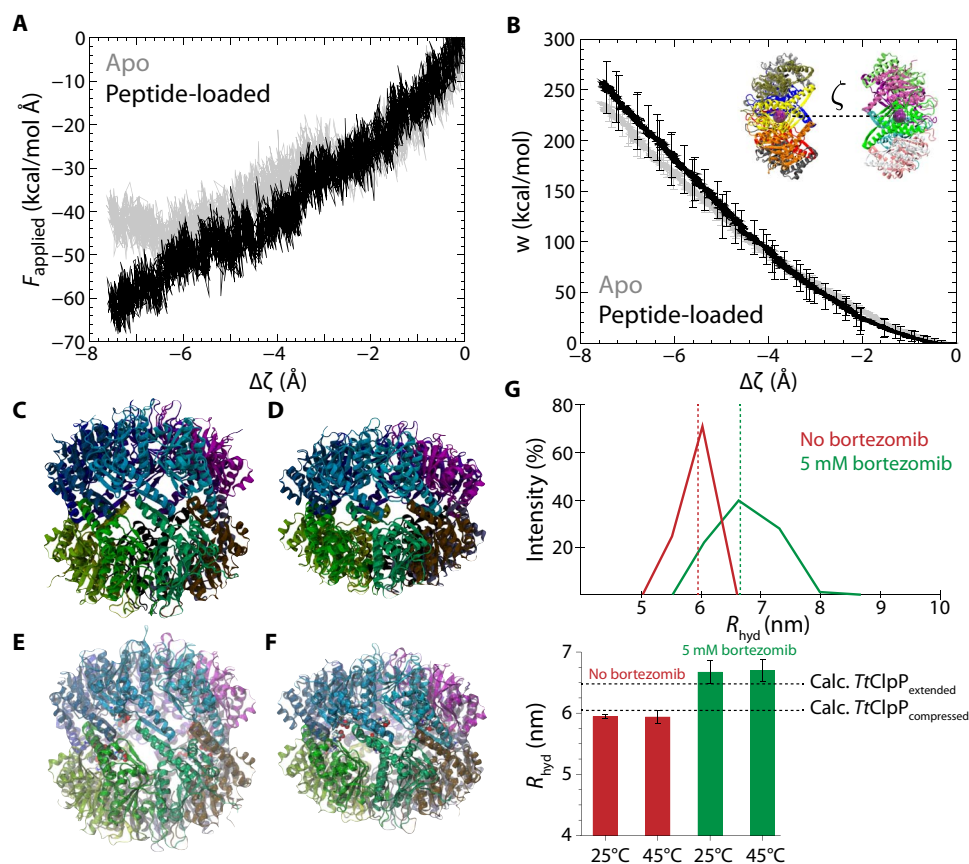 A
0
−10
−20
−30
−40
−50
−60
−70
F_applied (kcal/mol Å)
Apo
Peptide-loaded
−8
−6
−4
−2
0
Δζ (Å)
B
300
250
200
150
100
50
0
w (kcal/mol)
ζ
Apo
Peptide-loaded
−8
−6
−4
−2
0
Δζ (Å)
C
D
E
F
G
80
60
40
20
Intensity (%)
No bortezomib
5 mM bortezomib
5 6 7 8 9 10
R_hyd (nm)
7
6
5
4
R_hyd (nm)
No bortezomib
5 mM bortezomib
Calc. TtClpP_extended
Calc. TtClpP_compressed
25°C 45°C 25°C 45°C